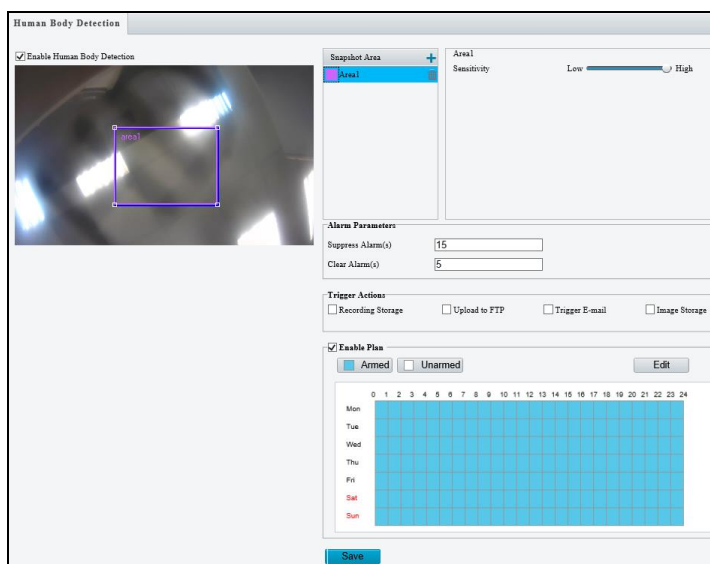 Human Body Detection
Enable Human Body Detection
area1
Snapshot Area +
Area1
Area1
Sensitivity Low High
Alarm Parameters
Suppress Alarm(s) 15
Clear Alarm(s) 5
Trigger Actions
Recording Storage Upload to FTP Trigger E-mail Image Storage
Enable Plan
Armed Unarmed Edit
0 1 2 3 4 5 6 7 8 9 10 11 12 13 14 15 16 17 18 19 20 21 22 23 24
Mon
Tue
Wed
Thu
Fri
Sat
Sun
Save